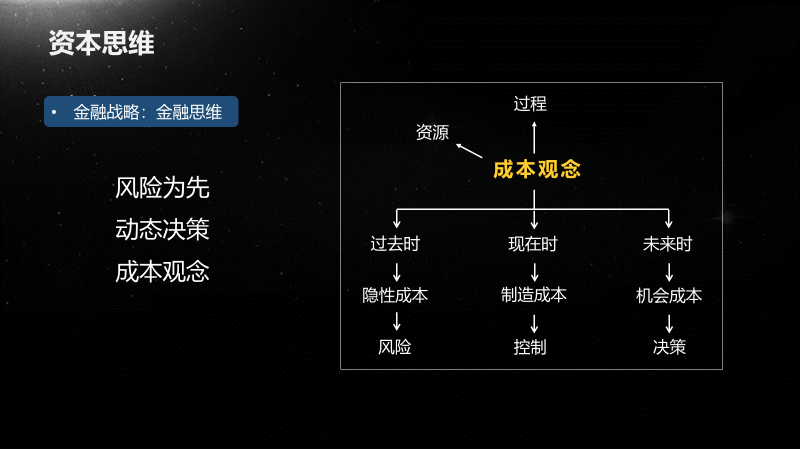 资本思维
• 金融战略：金融思维
风险为先
动态决策
成本观念
过程
资源
成本观念
过去时 现在时 未来时
隐性成本 制造成本 机会成本
风险 控制 决策